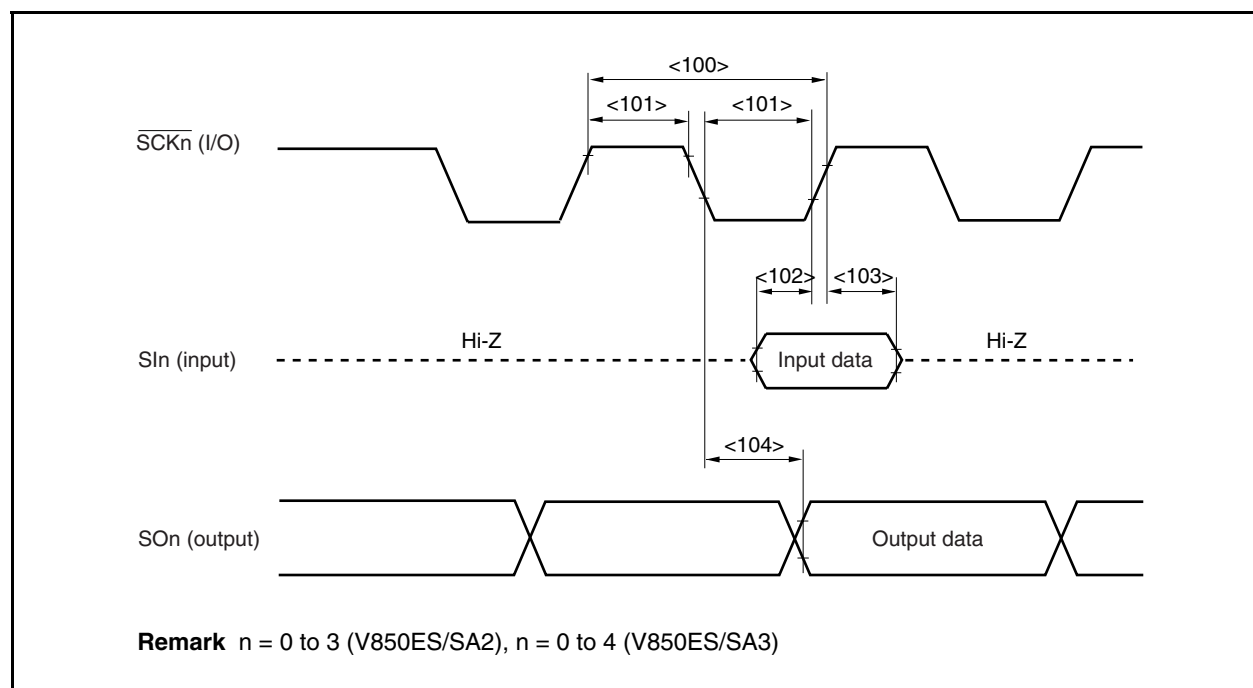 <100>
<101> <101>
SCKn (I/O)
<102> <103>
Hi-Z Hi-Z
SIn (input) Input data
<104>
SOn (output) Output data
Remark n = 0 to 3 (V850ES/SA2), n = 0 to 4 (V850ES/SA3)